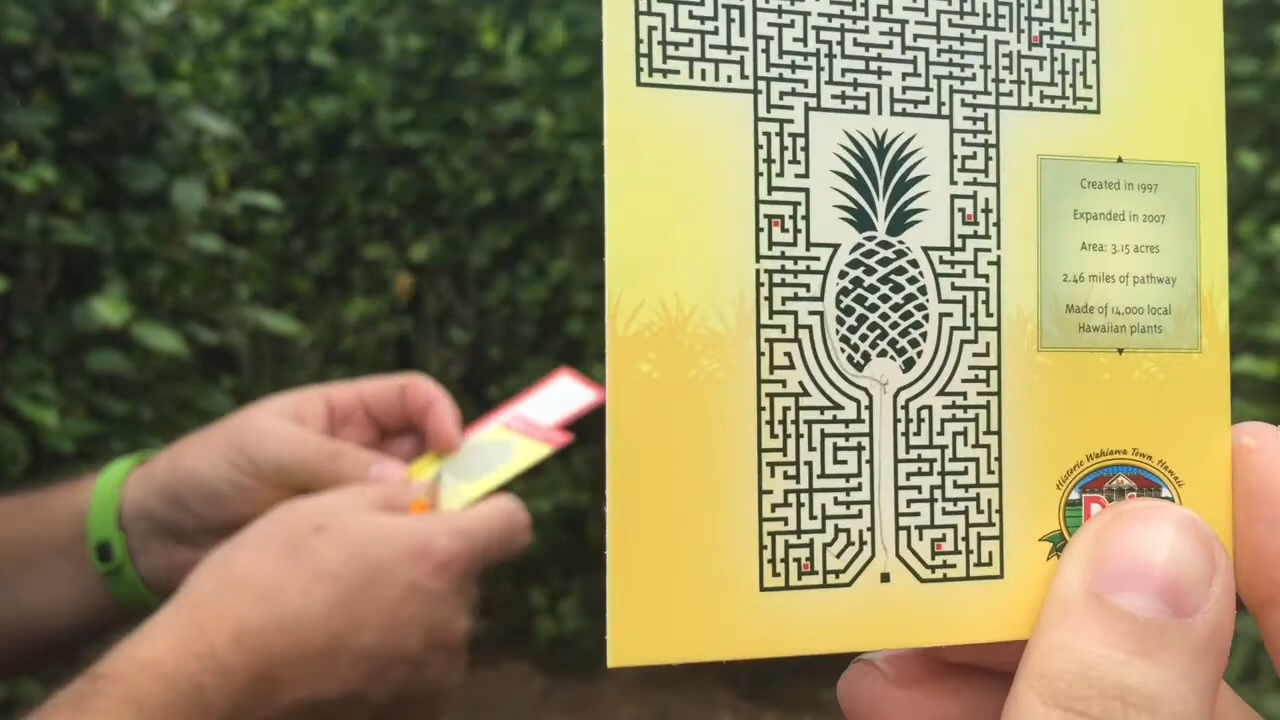 Created in 1997
Expanded in 2007
Area: 3.15 acres
2.46 miles of pathway
Made of 14,000 local
Hawaiian plants
Historic Wahiawa Town, Hawaii